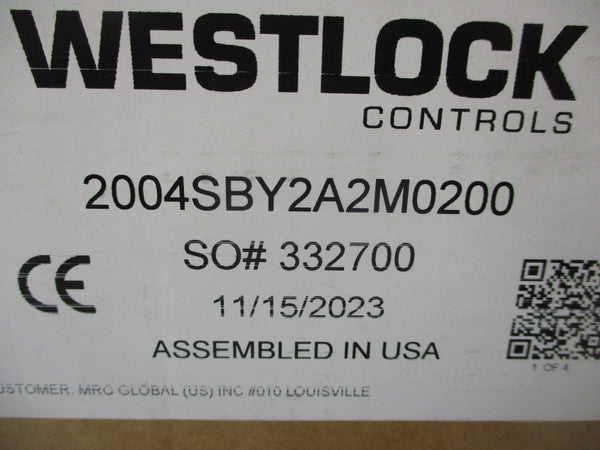 WESTLOCK
CONTROLS
2004SBY2A2M0200
SO# 332700
CE
11/15/2023
ASSEMBLED IN USA
1 OF 4
CUSTOMER: MRC GLOBAL (US) INC #010 LOUISVILLE